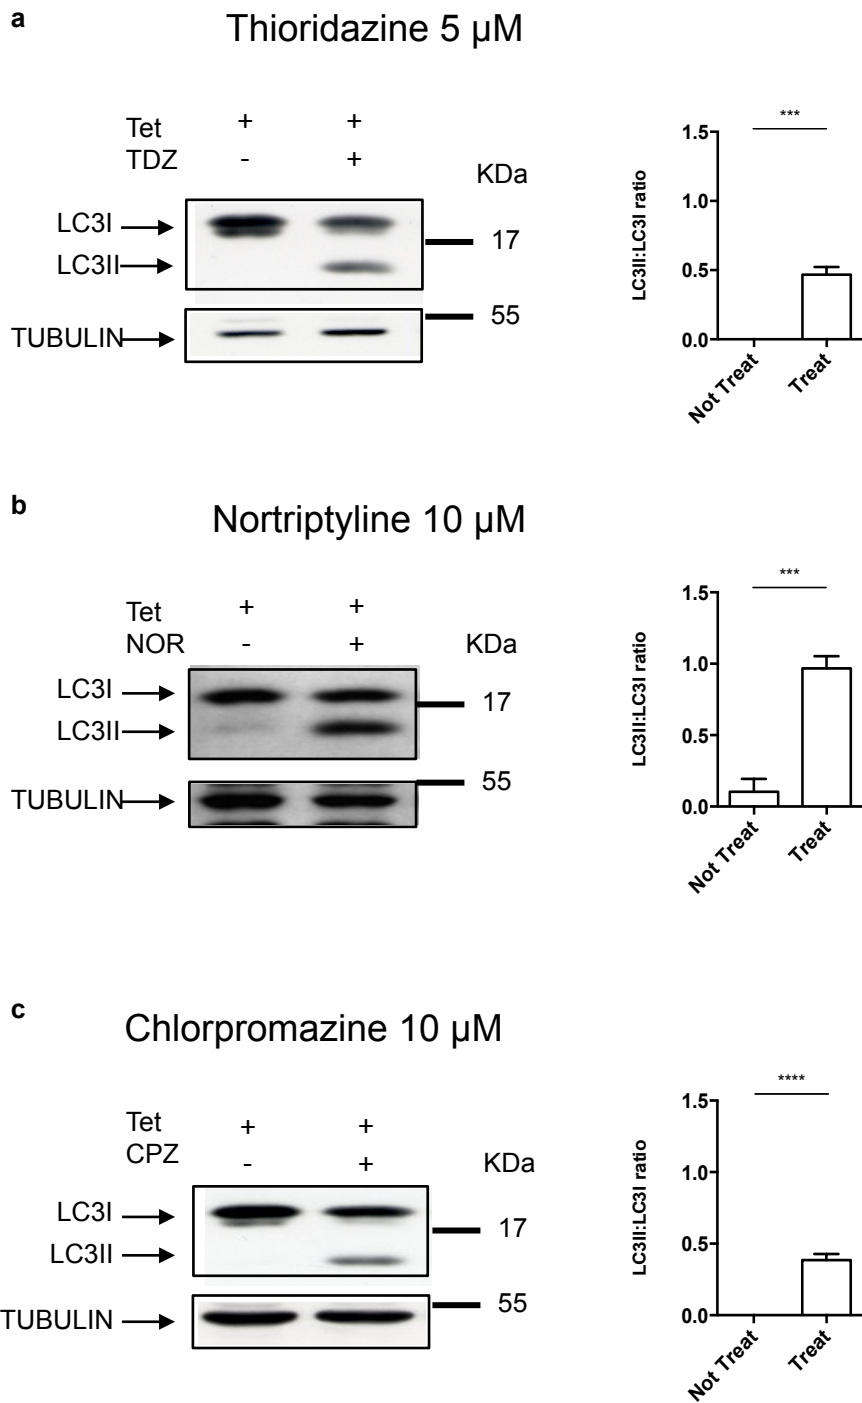 a
Thioridazine 5 µM
Tet + +
TDZ - +
KDa
LC3I
17
LC3II
55
TUBULIN
***
1.5
1.0
0.5
0.0
LC3II:LC3I ratio
Not Treat
Treat
b
Nortriptyline 10 µM
Tet + +
NOR - + KDa
LC3I
17
LC3II
55
TUBULIN
***
1.5
1.0
0.5
0.0
LC3II:LC3I ratio
Not Treat
Treat
c
Chlorpromazine 10 µM
Tet + +
CPZ - + KDa
LC3I
17
LC3II
55
TUBULIN
****
1.5
1.0
0.5
0.0
LC3II:LC3I ratio
Not Treat
Treat